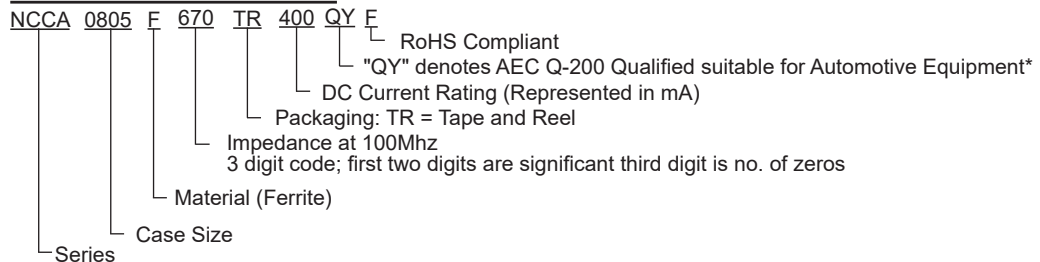 NCCA 0805 F 670 TR 400 QY F
RoHS Compliant
"QY" denotes AEC Q-200 Qualified suitable for Automotive Equipment*
DC Current Rating (Represented in mA)
Packaging: TR = Tape and Reel
Impedance at 100Mhz
3 digit code; first two digits are significant third digit is no. of zeros
Material (Ferrite)
Case Size
Series